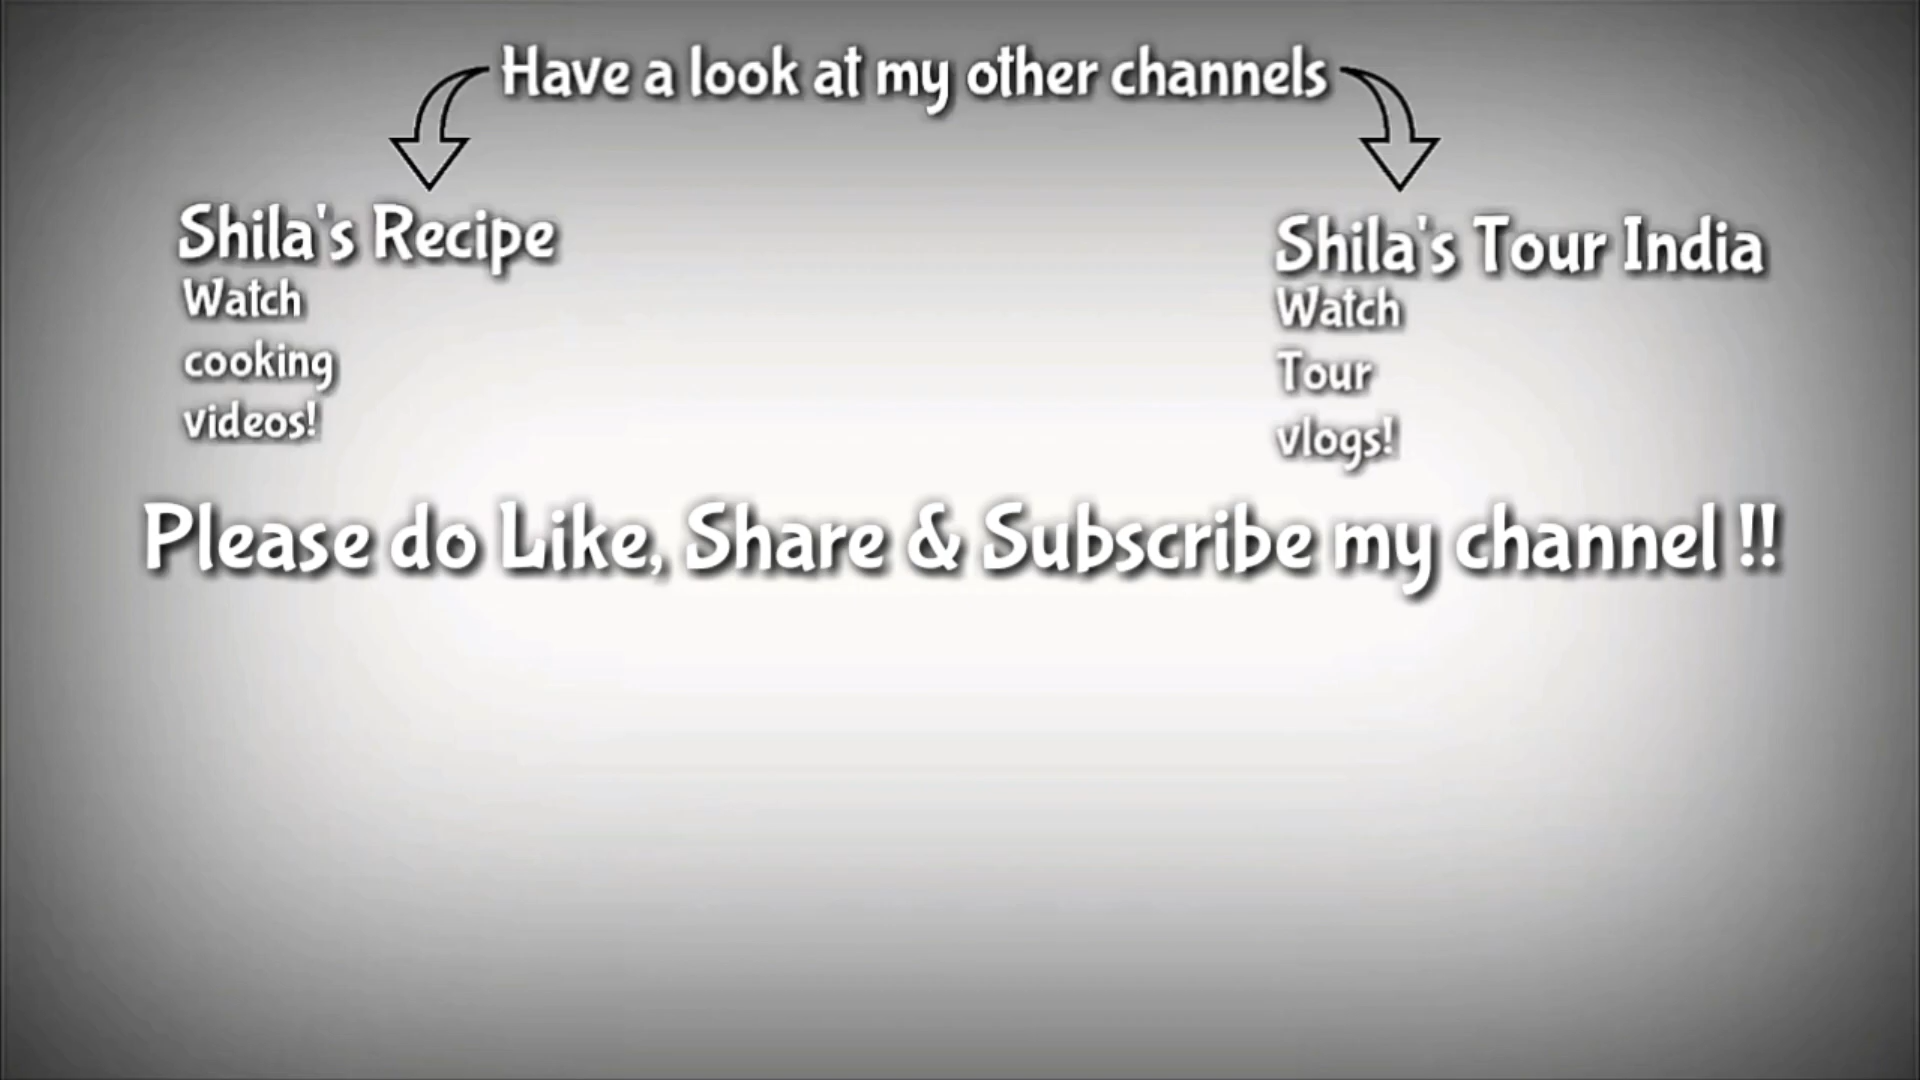 Have a look at my other channels
Shila's Recipe
Watch
cooking
videos!
Shila's Tour India
Watch
Tour
vlogs!
Please do Like, Share & Subscribe my channel !!